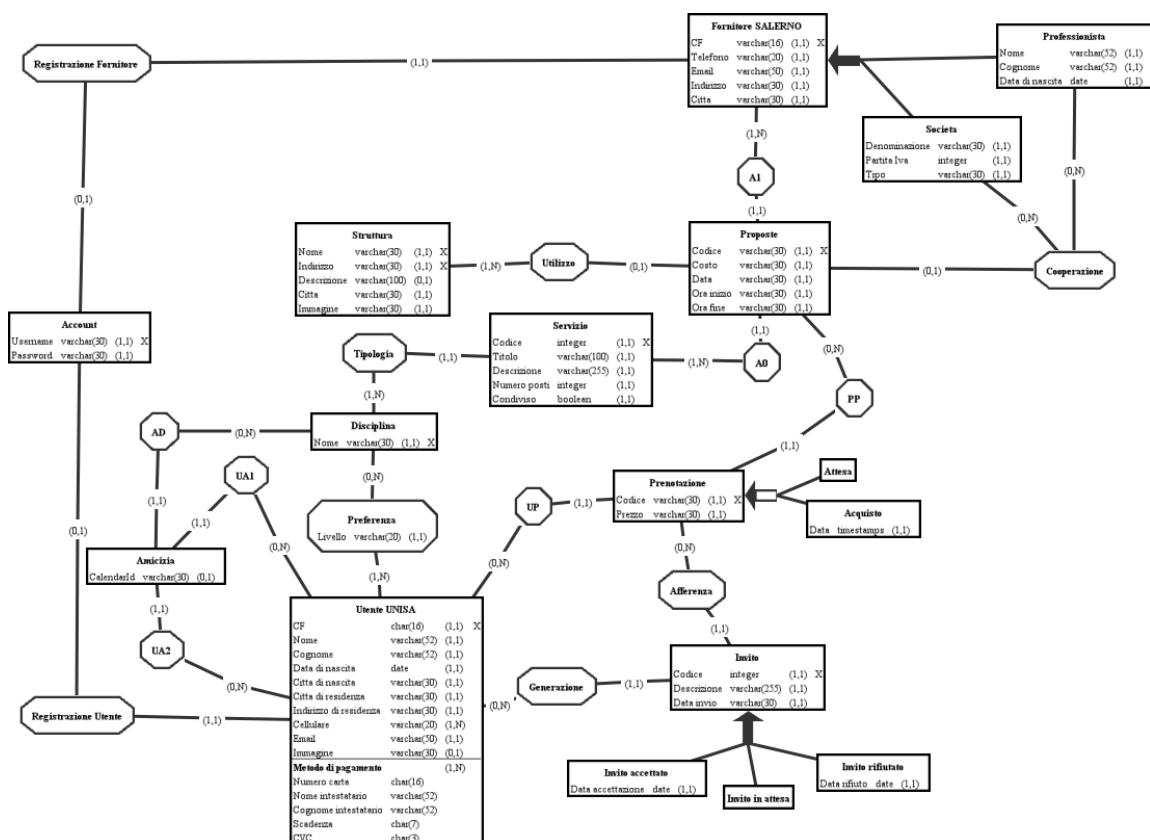 Fornitore SALERNO
CF varchar(16) (1,1) X
Telefono varchar(20) (1,1)
Email varchar(50) (1,1)
Indirizzo varchar(30) (1,1)
Citta varchar(30) (1,1)
Professionista
Nome varchar(52) (1,1)
Cognome varchar(52) (1,1)
Data di nascita date (1,1)
Registrazione Fornitore
(1,1)
Societa
Denominazione varchar(30) (1,1)
Partita Iva integer (1,1)
Tipo varchar(30) (1,1)
(1,N)
A1
(0,N)
(0,1)
(1,1)
(0,N)
Struttura
Nome varchar(30) (1,1) X
Indirizzo varchar(30) (1,1) X
Descrizione varchar(100) (0,1)
Citta varchar(30) (1,1)
Immagine varchar(30) (1,1)
(1,N)
Utilizzo
(0,1)
Proposte
Codice varchar(30) (1,1) X
Costo varchar(30) (1,1)
Data varchar(30) (1,1)
Ora inizio varchar(30) (1,1)
Ora fine varchar(30) (1,1)
(0,1)
Cooperazione
Account
Username varchar(30) (1,1) X
Password varchar(30) (1,1)
Tipologia
(1,1)
Servizio
Codice integer (1,1) X
Titolo varchar(100) (1,1)
Descrizione varchar(255) (1,1)
Numero posti integer (1,1)
Condiviso boolean (1,1)
(1,N)
A0
(1,1)
(0,N)
PP
(1,N)
Disciplina
Nome varchar(30) (1,1) X
AD
(0,N)
(1,1)
(0,N)
UA1
(1,1)
(1,1)
(0,N)
Preferenza
Livello varchar(20) (1,1)
(1,N)
UP
(1,1)
(0,N)
Prenotazione
Codice varchar(30) (1,1) X
Prezzo varchar(30) (1,1)
Attesa
Acquisto
Data timestamps (1,1)
(0,1)
Amicizia
CalendarId varchar(30) (0,1)
(1,1)
UA2
(0,N)
(0,N)
Afferenza
(1,1)
Utente UNISA
CF char(16) (1,1) X
Nome varchar(52) (1,1)
Cognome varchar(52) (1,1)
Data di nascita date (1,1)
Citta di nascita varchar(30) (1,1)
Citta di residenza varchar(30) (1,1)
Indirizzo di residenza varchar(30) (1,1)
Cellulare varchar(20) (1,N)
Email varchar(50) (1,1)
Immagine varchar(30) (0,1)
Metodo di pagamento (1,N)
Numero carta char(16)
Nome intestatario varchar(52)
Cognome intestatario varchar(52)
Scadenza char(7)
CVC char(3)
Registrazione Utente
(1,1)
(0,N)
Generazione
(1,1)
Invito
Codice integer (1,1) X
Descrizione varchar(255) (1,1)
Data invio varchar(30) (1,1)
Invito accettato
Data accettazione date (1,1)
Invito in attesa
Invito rifiutato
Data rifiuto date (1,1)